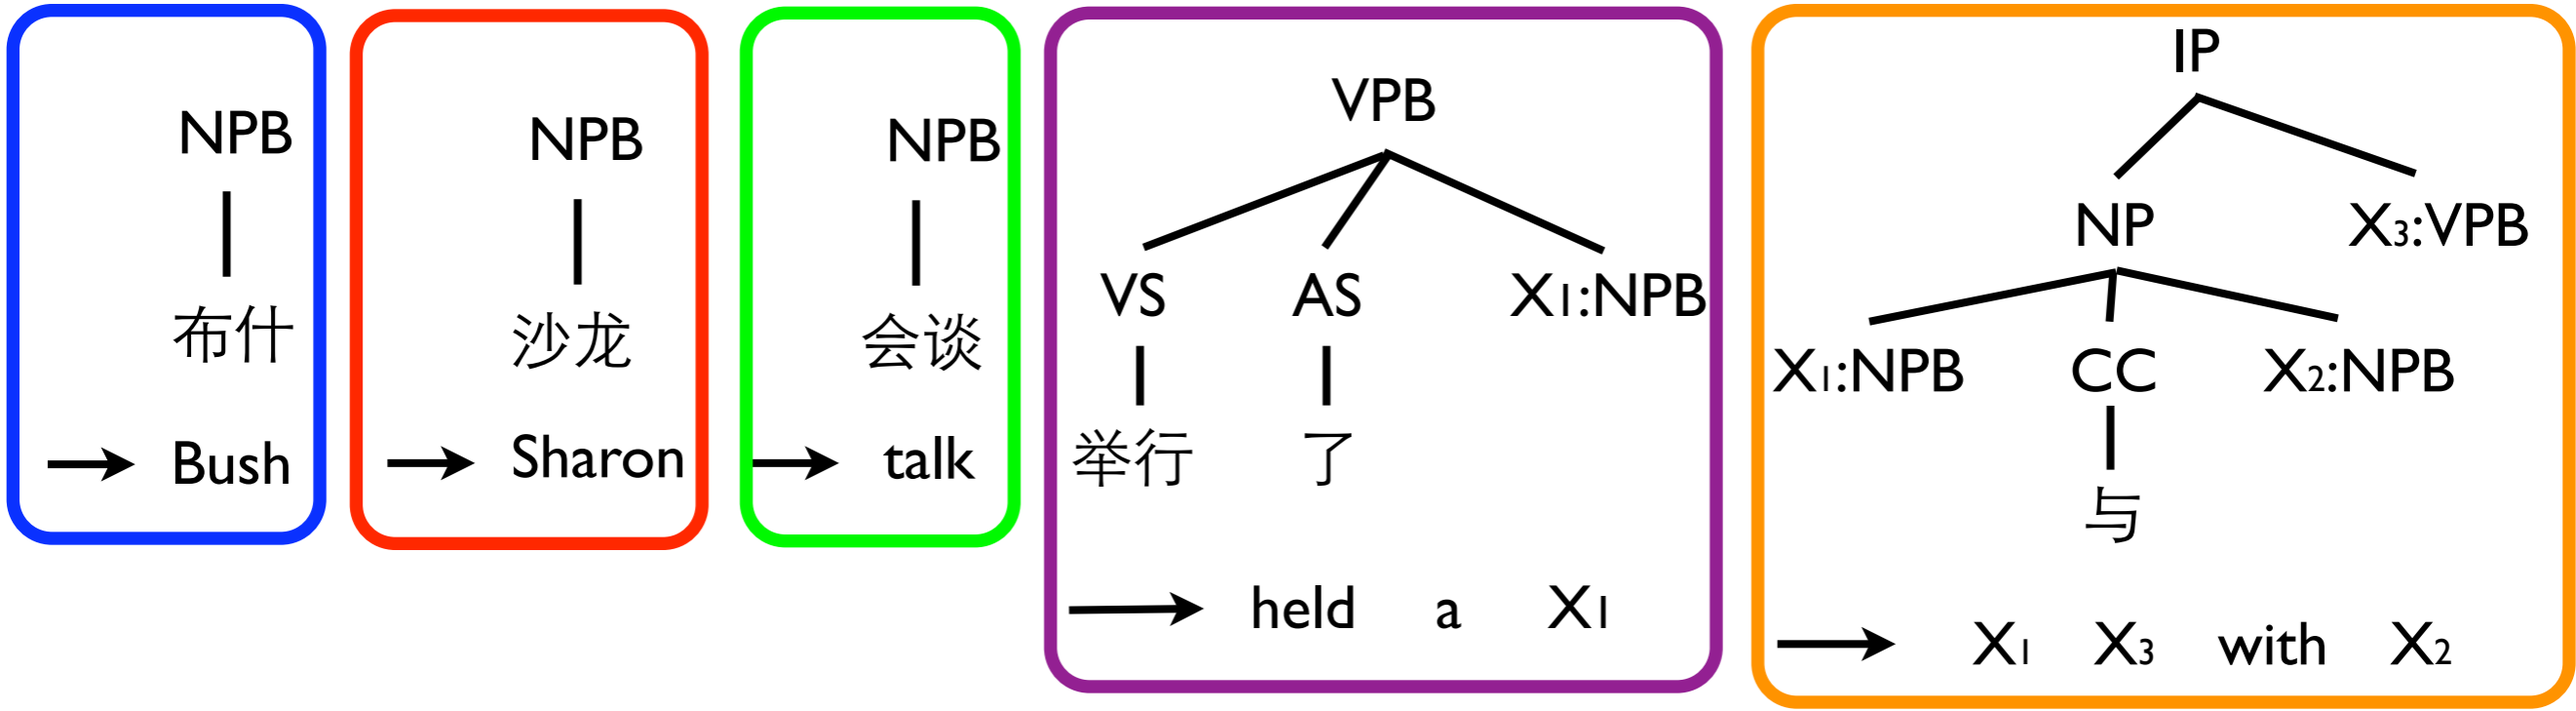 NPB
布什
Bush
NPB
沙龙
Sharon
NPB
会谈
talk
VPB
VS AS X1:NPB
举行 了
held a X1
IP
NP X3:VPB
X1:NPB CC X2:NPB
与
X1 X3 with X2